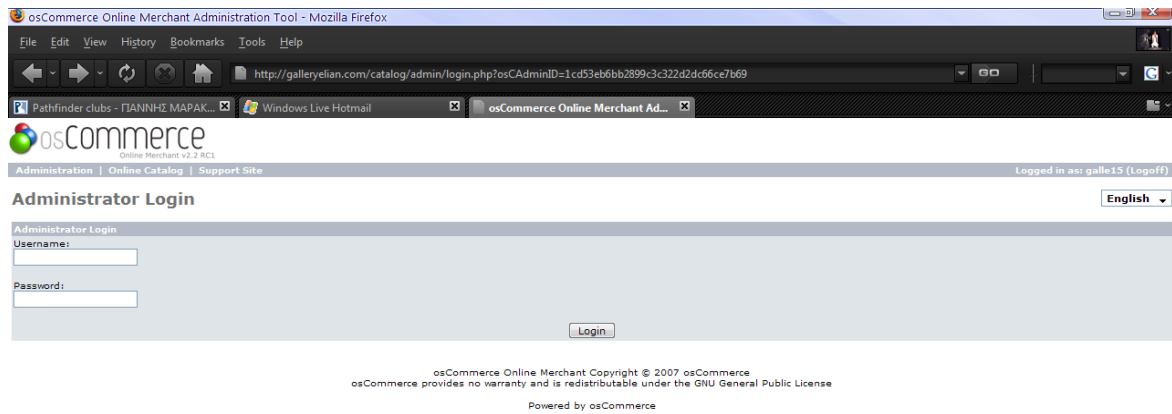 osCommerce Online Merchant Administration Tool - Mozilla Firefox
File Edit View History Bookmarks Tools Help
http://galleryelian.com/catalog/admin/login.php?osCAdminID=1cd53eb6bb2899c3c322d2dc66ce7b69 GO G
Pathfinder clubs - ΓΙΑΝΝΗΣ ΜΑΡΑΚ... Windows Live Hotmail osCommerce Online Merchant Ad...
osCommerce
Online Merchant v2.2 RC1
Administration | Online Catalog | Support Site Logged in as: galle15 (Logoff)
Administrator Login English
Administrator Login
Username:
Password:
Login
osCommerce Online Merchant Copyright © 2007 osCommerce
osCommerce provides no warranty and is redistributable under the GNU General Public License
Powered by osCommerce